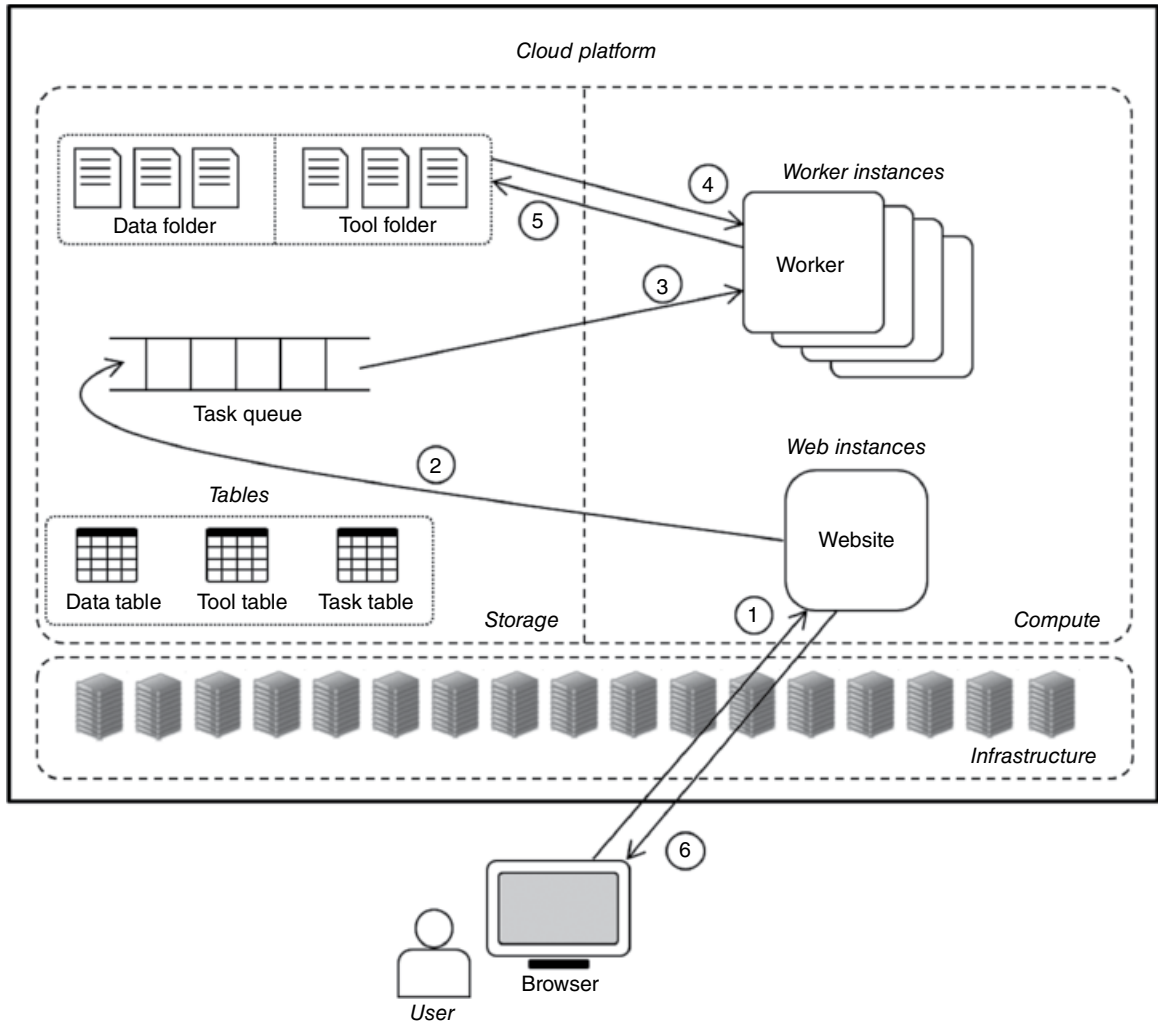 Cloud platform
Data folder
Tool folder
4
5
Worker instances
Worker
3
Task queue
2
Web instances
Website
Tables
Data table
Tool table
Task table
Storage
1
Compute
Infrastructure
6
Browser
User